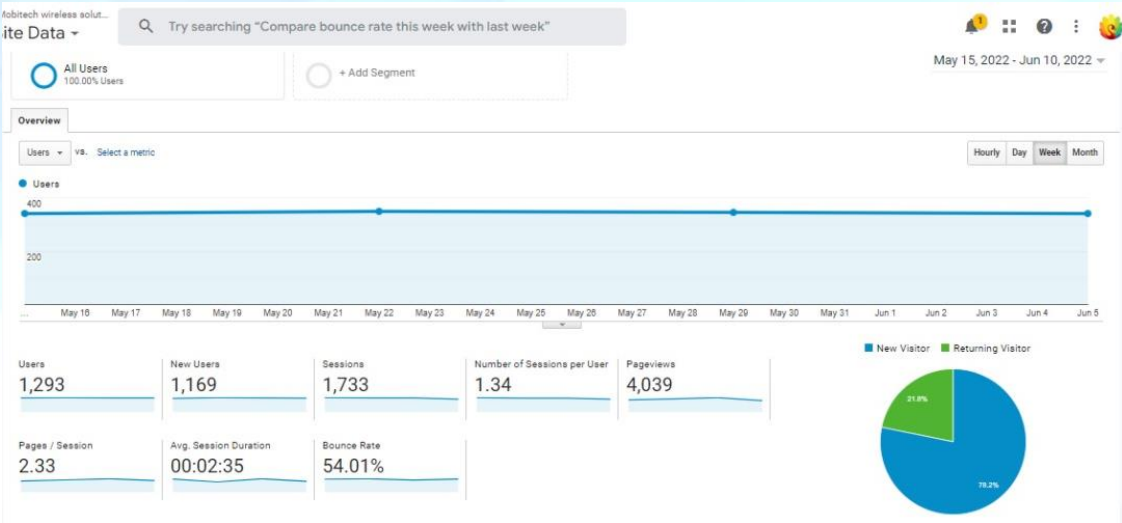 Mobitech wireless solut...
ite Data
Try searching “Compare bounce rate this week with last week”
1
All Users
100.00% Users
+ Add Segment
May 15, 2022 - Jun 10, 2022
Overview
Users
VS.
Select a metric
Hourly Day Week Month
Users
400
200
... May 16 May 17 May 18 May 19 May 20 May 21 May 22 May 23 May 24 May 25 May 26 May 27 May 28 May 29 May 30 May 31 Jun 1 Jun 2 Jun 3 Jun 4 Jun 5
New Visitor Returning Visitor
Users New Users Sessions Number of Sessions per User Pageviews
1,293 1,169 1,733 1.34 4,039
Pages / Session Avg. Session Duration Bounce Rate
2.33 00:02:35 54.01%
21.8%
78.2%